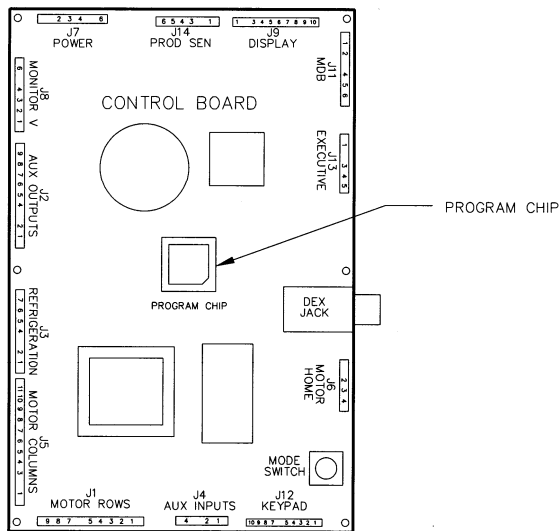 2 3 4 6
J7
POWER
6 5 4 3 1
J14
PROD SEN
1 3 4 5 6 7 8 9 10
J9
DISPLAY
1 2 4 5 6
J11
MDB
6 4 3 2 1
J8
MONITOR V
CONTROL BOARD
1 3 4 5
J13
EXECUTIVE
9 8 7 6 5 4 2 1
J2
AUX OUTPUTS
PROGRAM CHIP
PROGRAM CHIP
DEX
JACK
7 6 5 4 2 1
J3
REFRIGERATION
2 3 4
J6
MOTOR
HOME
11 10 9 8 7 6 5 4 3 1
J5
MOTOR COLUMNS
MODE
SWITCH
J1
MOTOR ROWS
9 8 7 5 4 3 2 1
J4
AUX INPUTS
4 2 1
J12
KEYPAD
10 9 8 7 5 4 3 2 1